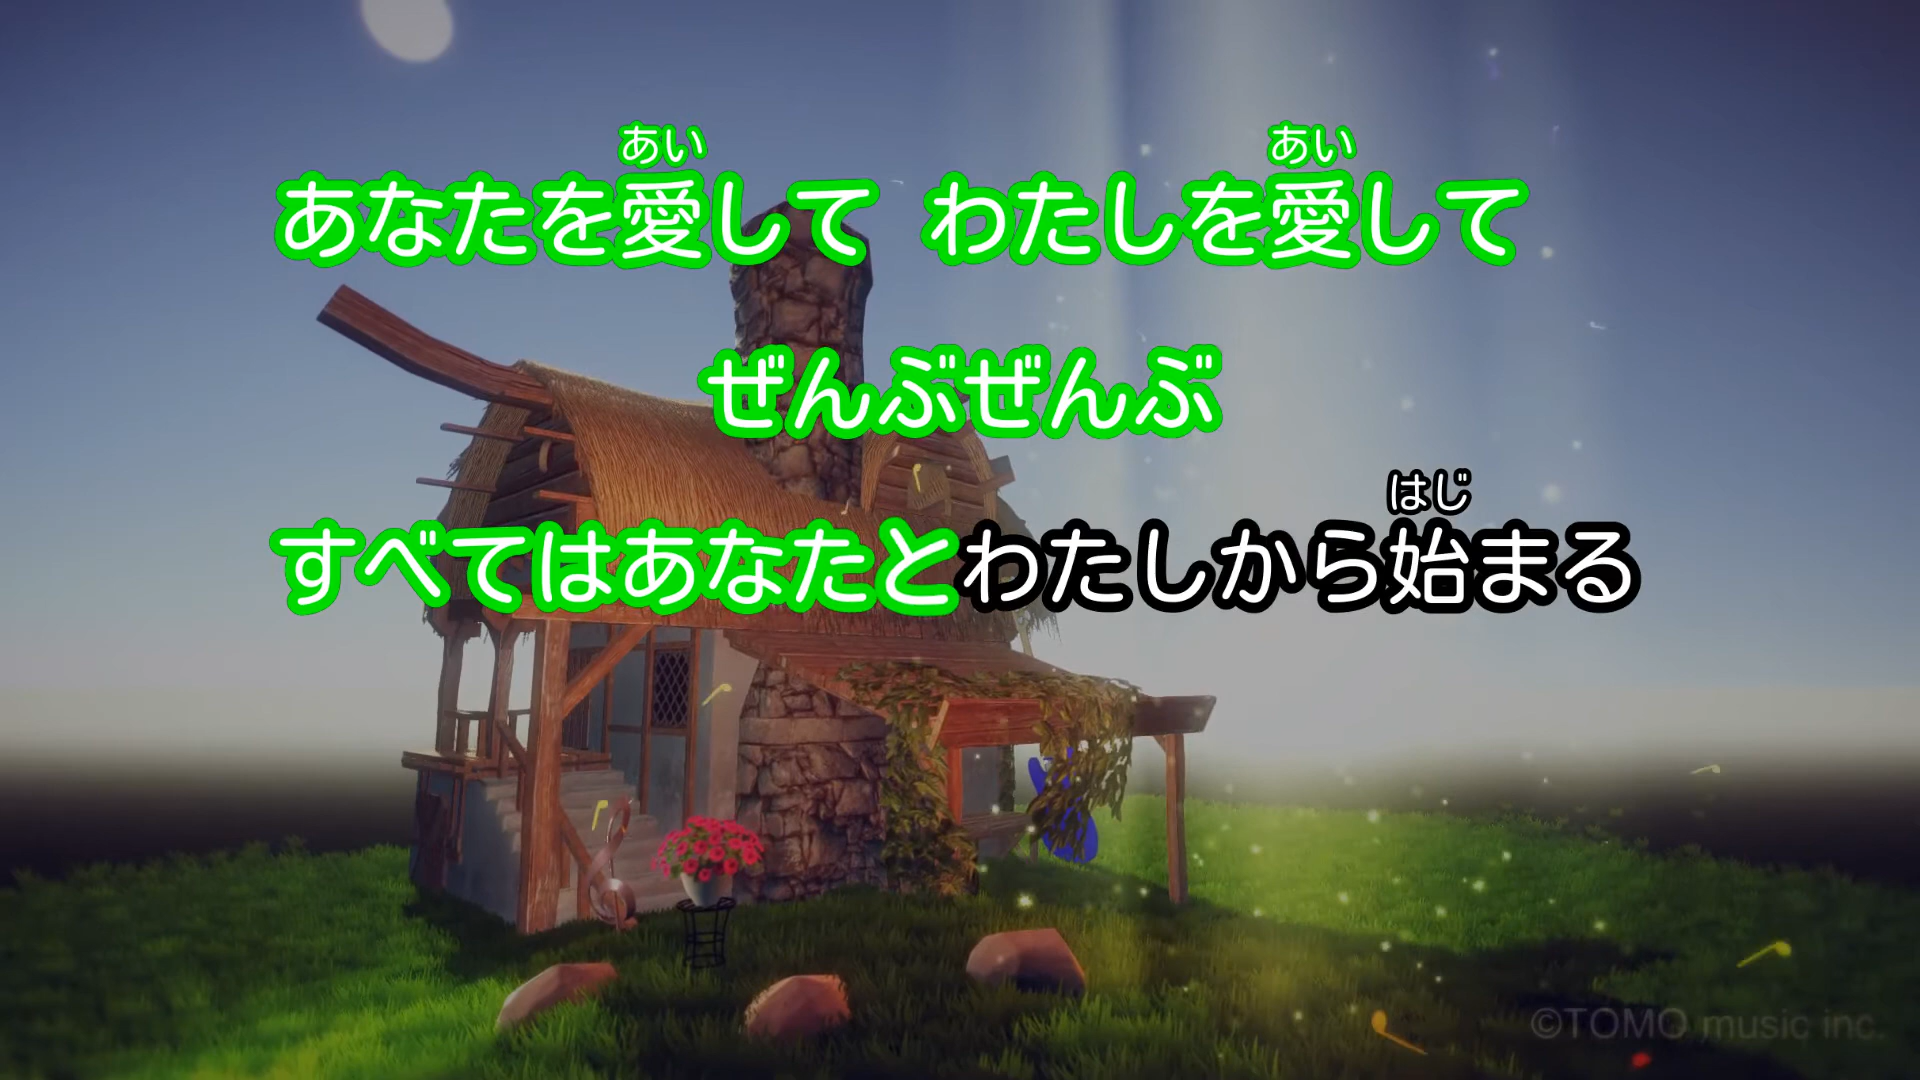 あい あい
あなたを愛して わたしを愛して
ぜんぶぜんぶ
はじ
すべてはあなたとわたしから始まる
©TOMO music inc.